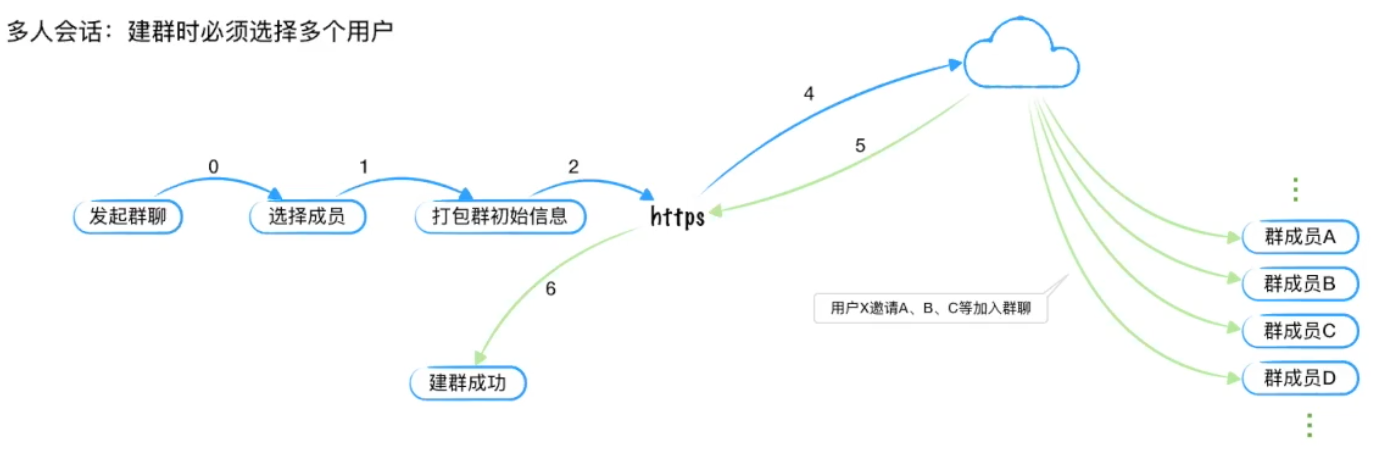 多人会话：建群时必须选择多个用户
0
1
2
4
5
发起群聊
选择成员
打包群初始信息
https
6
建群成功
用户X邀请A、B、C等加入群聊
群成员A
群成员B
群成员C
群成员D